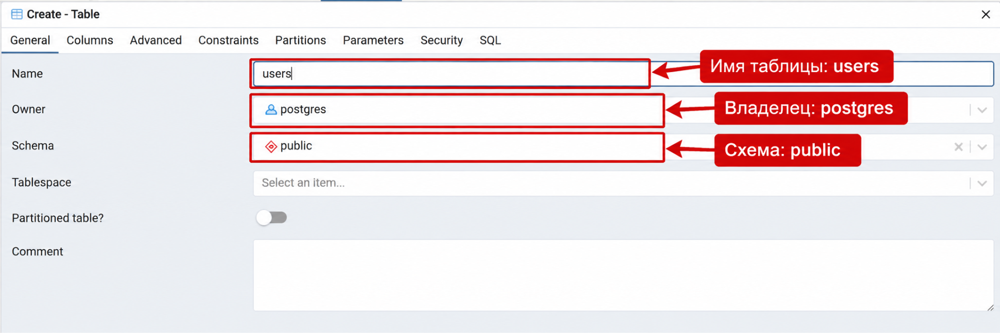 Create - Table
General Columns Advanced Constraints Partitions Parameters Security SQL
Name users Имя таблицы: users
Owner postgres Владелец: postgres
Schema public Схема: public
Tablespace Select an item...
Partitioned table?
Comment